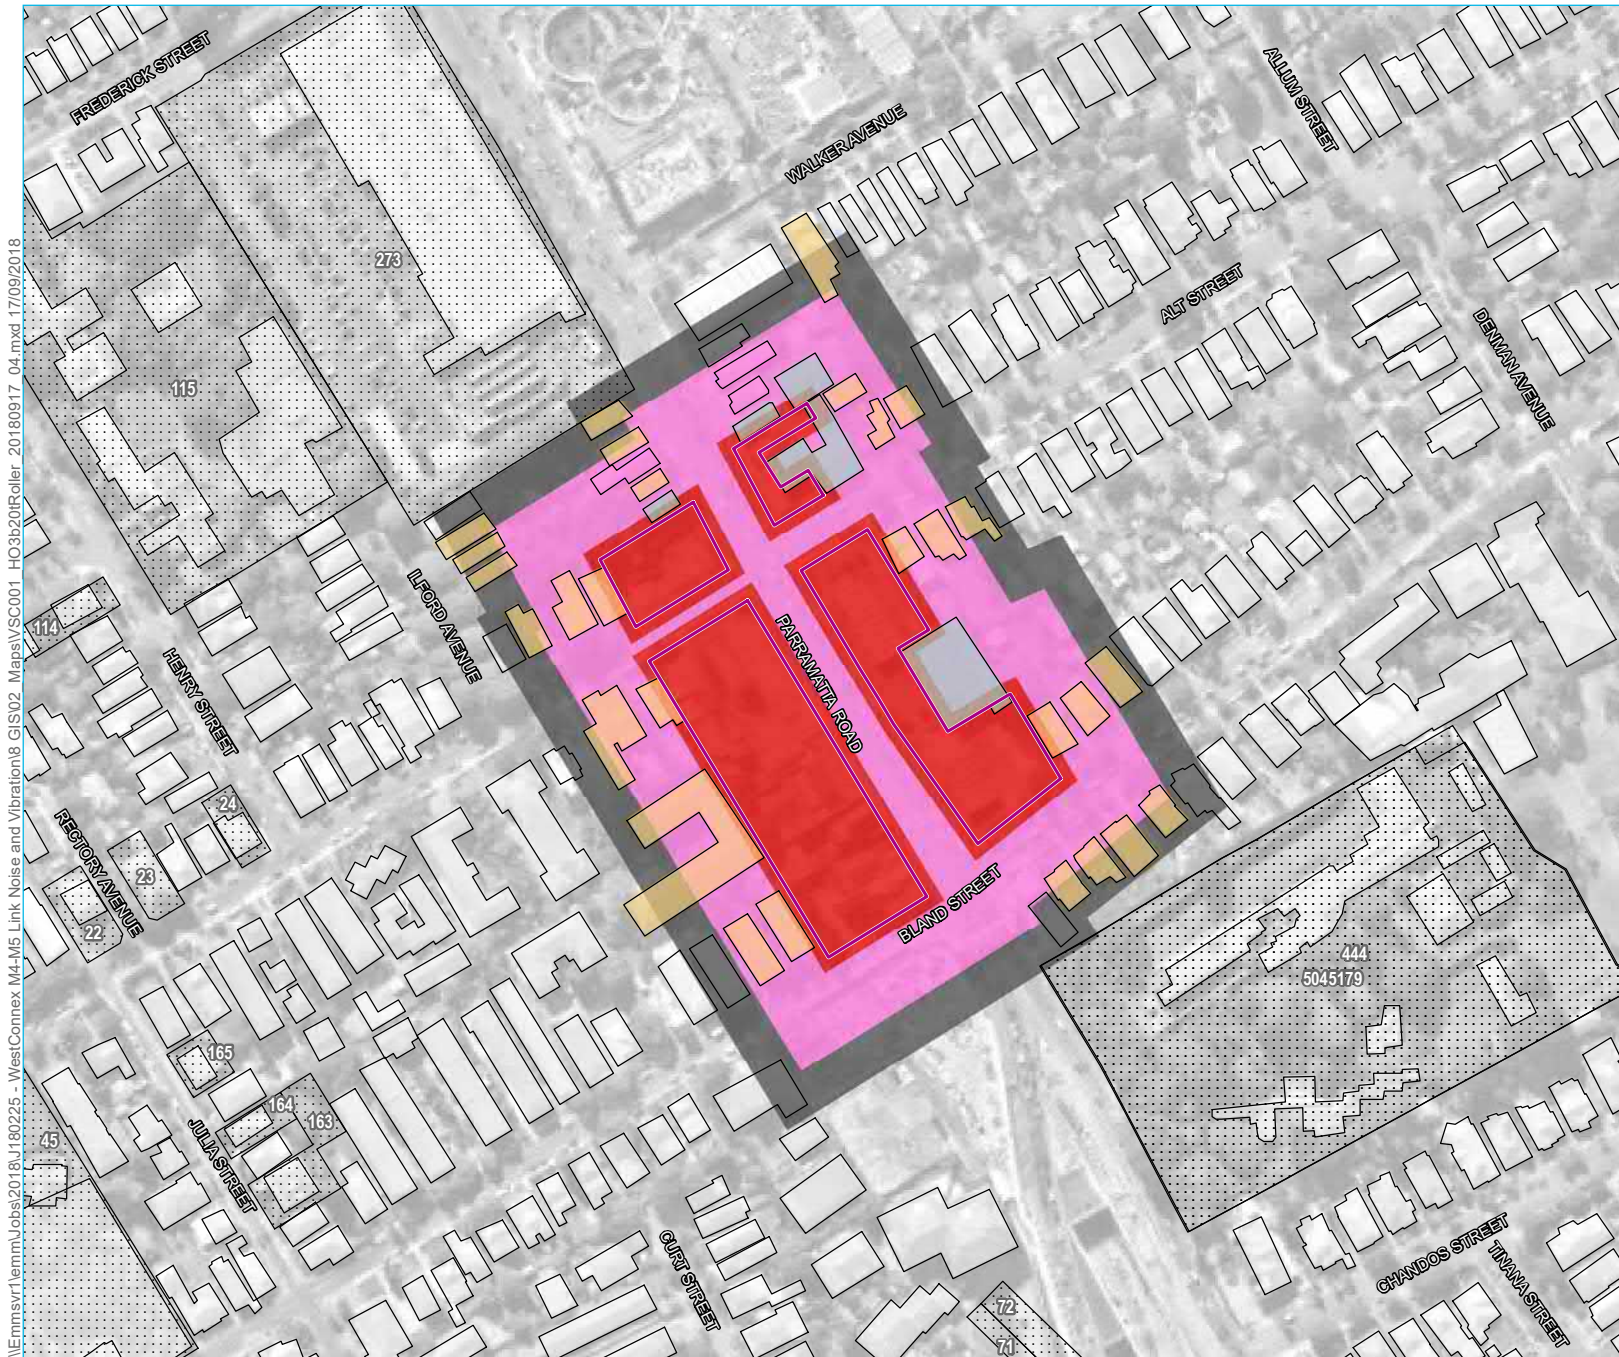 \\Emmsvr1\emm\Jobs\2018\J180225 - WestConnex M4-M5 Link Noise and Vibration\8 GIS\02_Maps\VSC001_HO3b20tRoller_20180917_04.mxd 17/09/2018
FREDERICK STREET
WALKER AVENUE
ALLUM STREET
273
ALT STREET
DENMAN AVENUE
115
ILFORD AVENUE
114
HENRY STREET
PARRAMATTA ROAD
24
RECTORY AVENUE
23
22
BLAND STREET
444
5045179
165
164
163
45
JULIA STREET
CURT STREET
CHANDOS STREET
TINANA STREET
72
71